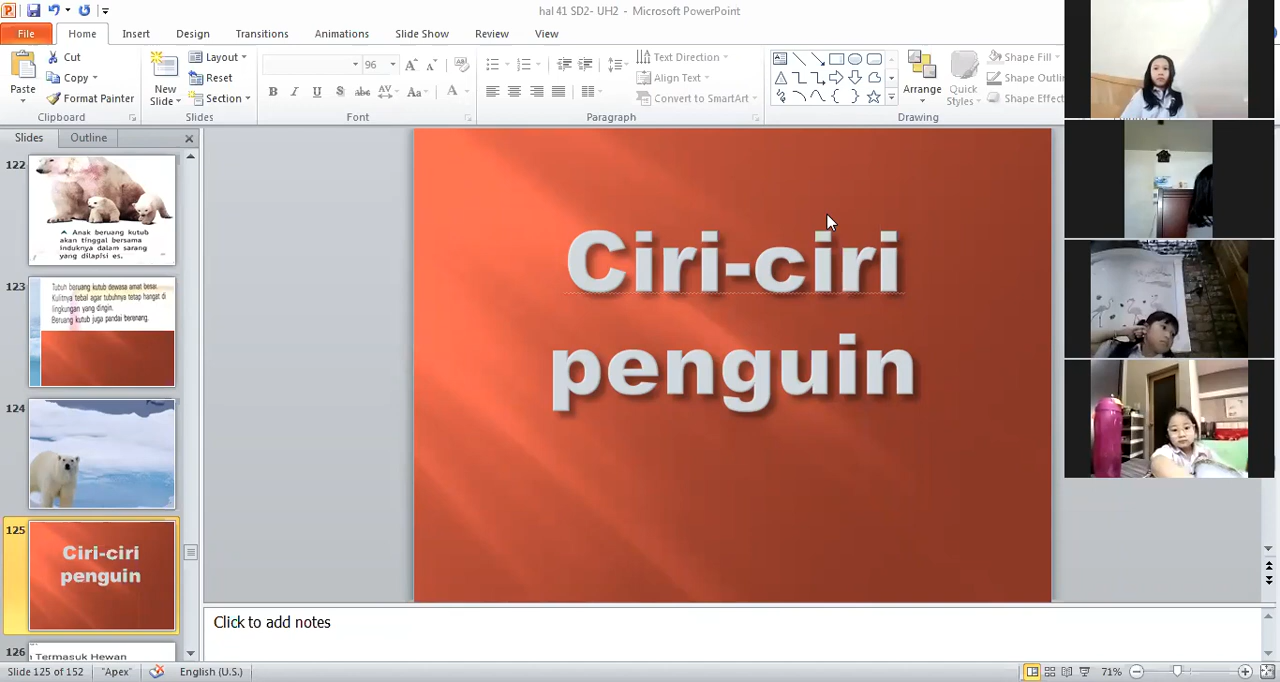 hal 41 SD2- UH2 - Microsoft PowerPoint
File Home Insert Design Transitions Animations Slide Show Review View
Paste
Cut
Copy
Format Painter
Clipboard
New Slide
Layout
Reset
Section
Slides
96
Font
Text Direction
Align Text
Convert to SmartArt
Paragraph
Arrange
Quick Styles
Shape Fill
Shape Outlin
Shape Effect
Drawing
Slides Outline
122
Anak beruang kutub
akan tinggal bersama
induknya dalam sarang
yang dilapisi es.
123
Tubuh beruang kutub dewasa amat besar.
Kulitnya tebal agar tubuhnya tetap hangat di
lingkungan yang dingin.
Beruang kutub juga pandai berenang.
124
125
Ciri-ciri
penguin
126
Termasuk Hewan
Ciri-ciri
penguin
Click to add notes
Slide 125 of 152 "Apex" English (U.S.) 71%